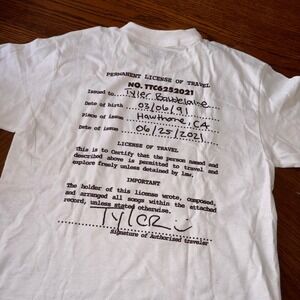 PERMANENT LICENSE OF TRAVEL
NO. TTC6252021
Issued to Tyler Baudelaire
Date of birth 03/06/91
Place of issue Hawthorne, CA
Date of issue 06/25/2021
LICENSE OF TRAVEL
This is to Certify that the person named and
described above is permitted to travel and
explore freely unless detained by law.
IMPORTANT
The holder of this license wrote, composed,
and arranged all songs within the attached
record, unless stated otherwise.
TYLER :)
Signature of Authorized traveler